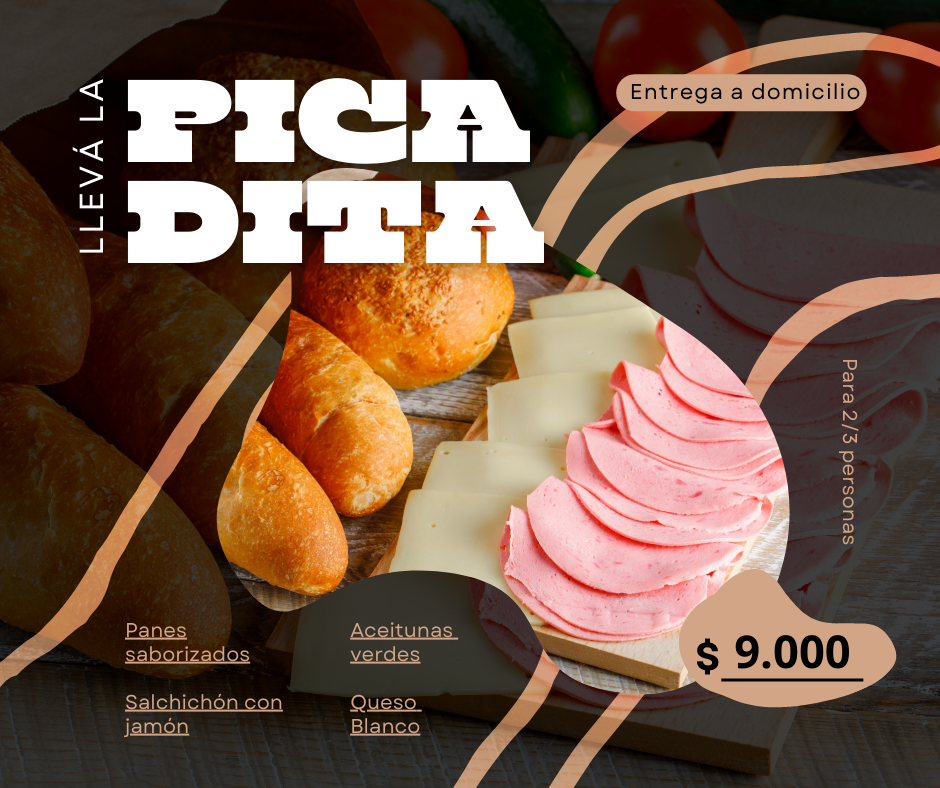 LLEVÁ LA
PICA
DITA
Entrega a domicilio
Para 2/3 personas
Panes
saborizados
Aceitunas
verdes
Salchichón con
jamón
Queso
Blanco
$ 9.000